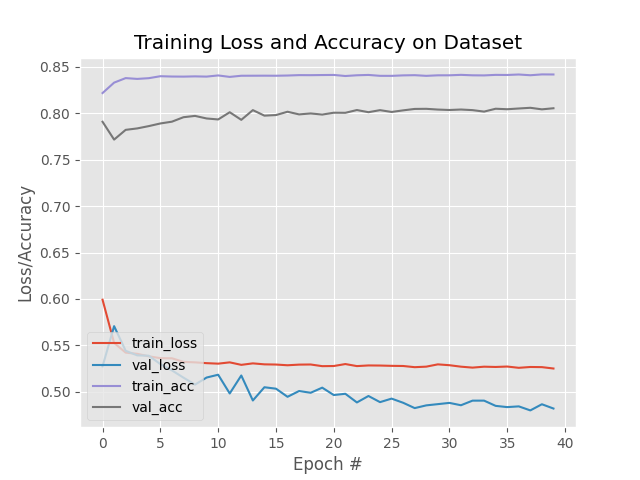 Training Loss and Accuracy on Dataset
0.85
0.80
0.75
0.70
0.65
0.60
0.55
0.50
Loss/Accuracy
train_loss
val_loss
train_acc
val_acc
0 5 10 15 20 25 30 35 40
Epoch #